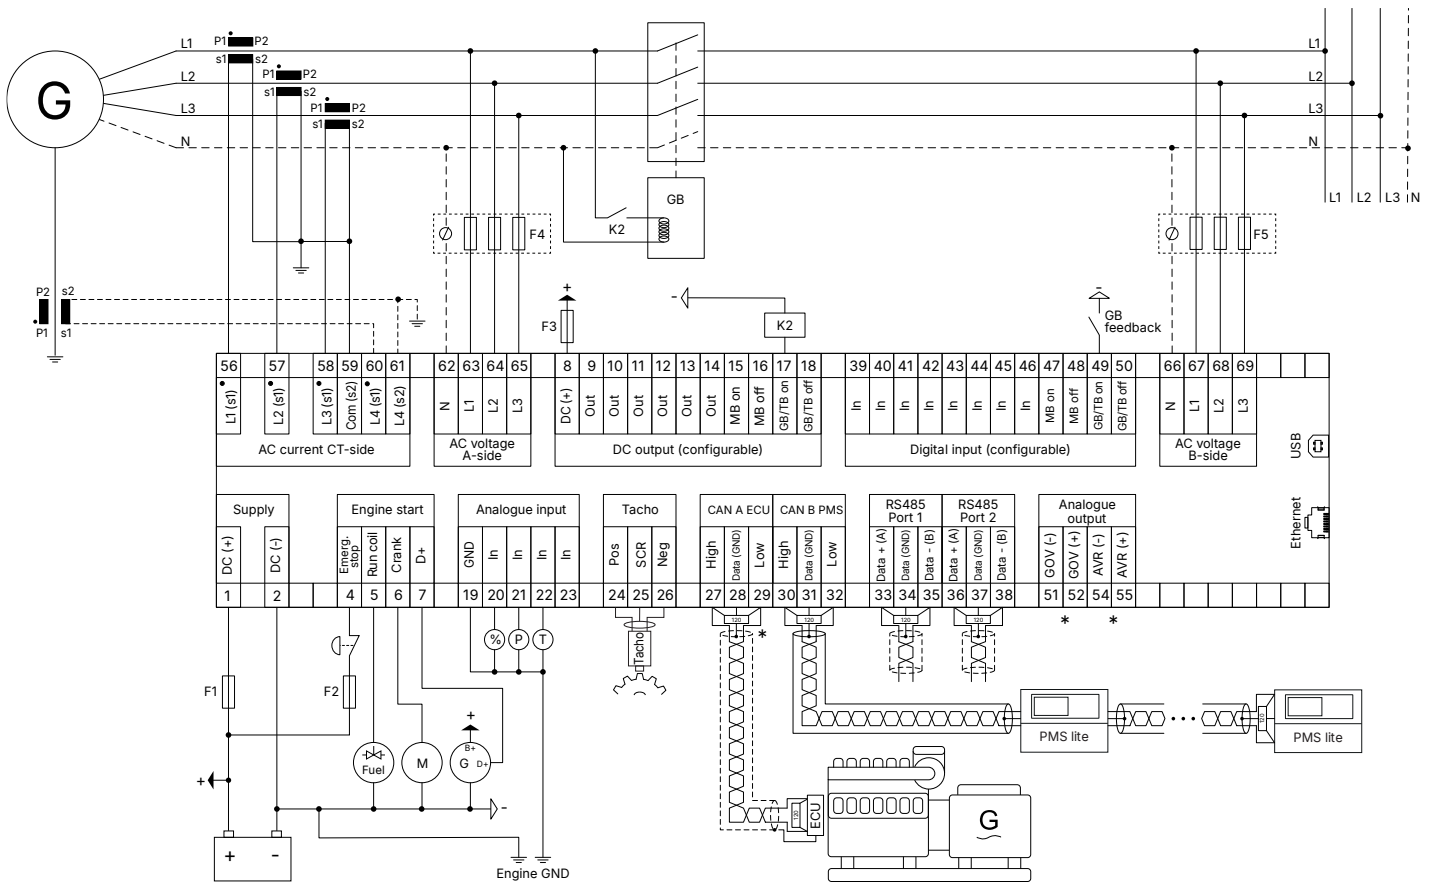 P1 P2
L1
L1
s1 s2
P1 P2
L2
L2
s1 s2
G
P1 P2
L3
L3
s1 s2
N
N
GB
L1 L2 L3 N
K2
F4
F5
P2 s2
P1 s1
+
F3
-
K2
-
GB
feedback
56 57 58 59 60 61 62 63 64 65 8 9 10 11 12 13 14 15 16 17 18 39 40 41 42 43 44 45 46 47 48 49 50 66 67 68 69
L1 (s1)
L2 (s1)
L3 (s1)
Com (s2)
L4 (s1)
L4 (s2)
N
L1
L2
L3
DC (+)
Out
Out
Out
Out
Out
Out
MB on
MB off
GB/TB on
GB/TB off
In
In
In
In
In
In
In
In
MB on
MB off
GB/TB on
GB/TB off
N
L1
L2
L3
AC current CT-side
AC voltage
A-side
DC output (configurable)
Digital input (configurable)
AC voltage
B-side
USB
Ethernet
Supply
Engine start
Analogue input
Tacho
CAN A ECU
CAN B PMS
RS485
Port 1
RS485
Port 2
Analogue
output
DC (+)
DC (-)
Emerg.
stop
Run coil
Crank
D+
GND
In
In
In
In
Pos
SCR
Neg
High
Data (GND)
Low
High
Data (GND)
Low
Data + (A)
Data (GND)
Data - (B)
Data + (A)
Data (GND)
Data - (B)
GOV (-)
GOV (+)
AVR (-)
AVR (+)
1 2 4 5 6 7 19 20 21 22 23 24 25 26 27 28 29 30 31 32 33 34 35 36 37 38 51 52 54 55
120
120
120
120
*
*
*
% P T
Tacho
F1
F2
+
B+
G D+
Fuel
M
+
-
PMS lite
120
PMS lite
120
ECU
G
+ -
Engine GND